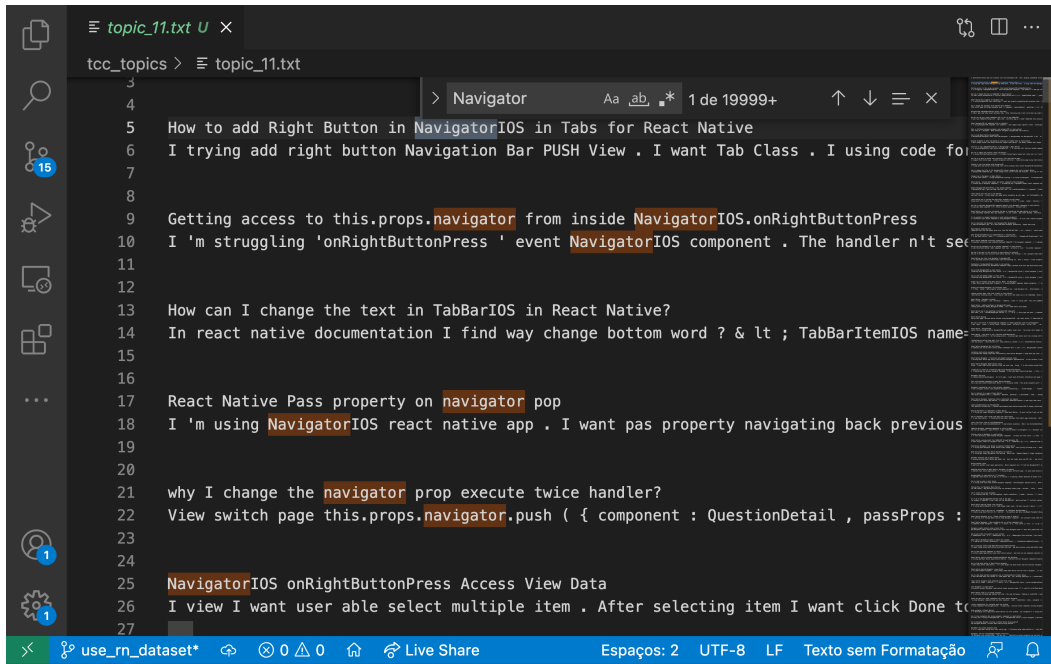 topic_11.txt U
tcc_topics > topic_11.txt
Navigator Aa ab .* 1 de 19999+
3
4
5 How to add Right Button in NavigatorIOS in Tabs for React Native
6 I trying add right button Navigation Bar PUSH View . I want Tab Class . I using code for
7
8
9 Getting access to this.props.navigator from inside NavigatorIOS.onRightButtonPress
10 I 'm struggling 'onRightButtonPress ' event NavigatorIOS component . The handler n't see
11
12
13 How can I change the text in TabBarIOS in React Native?
14 In react native documentation I find way change bottom word ? & lt ; TabBarItemIOS name=
15
16
17 React Native Pass property on navigator pop
18 I 'm using NavigatorIOS react native app . I want pas property navigating back previous
19
20
21 why I change the navigator prop execute twice handler?
22 View switch page this.props.navigator.push ( { component : QuestionDetail , passProps :
23
24
25 NavigatorIOS onRightButtonPress Access View Data
26 I view I want user able select multiple item . After selecting item I want click Done to
27
15
1
1
use_rn_dataset* 0 0 Live Share Espaços: 2 UTF-8 LF Texto sem Formatação